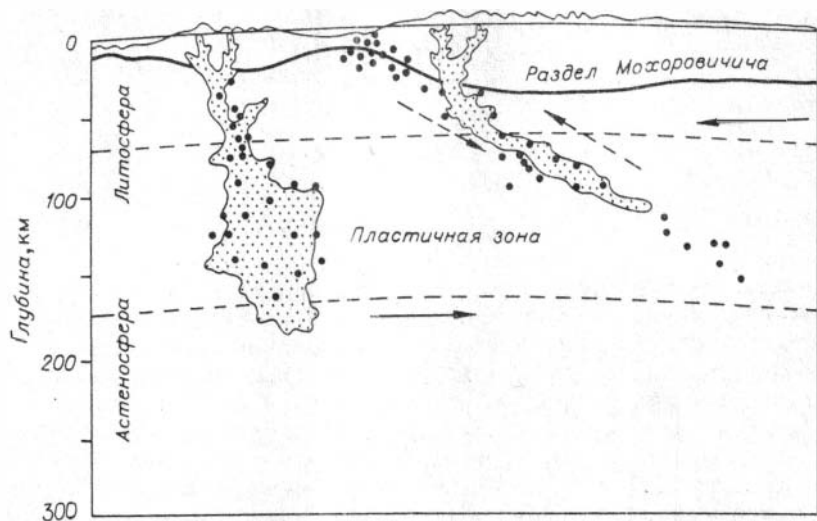 0
Раздел Мохоровичича
Литосфера
100
Пластичная зона
Глубина, км
Астеносфера
200
300